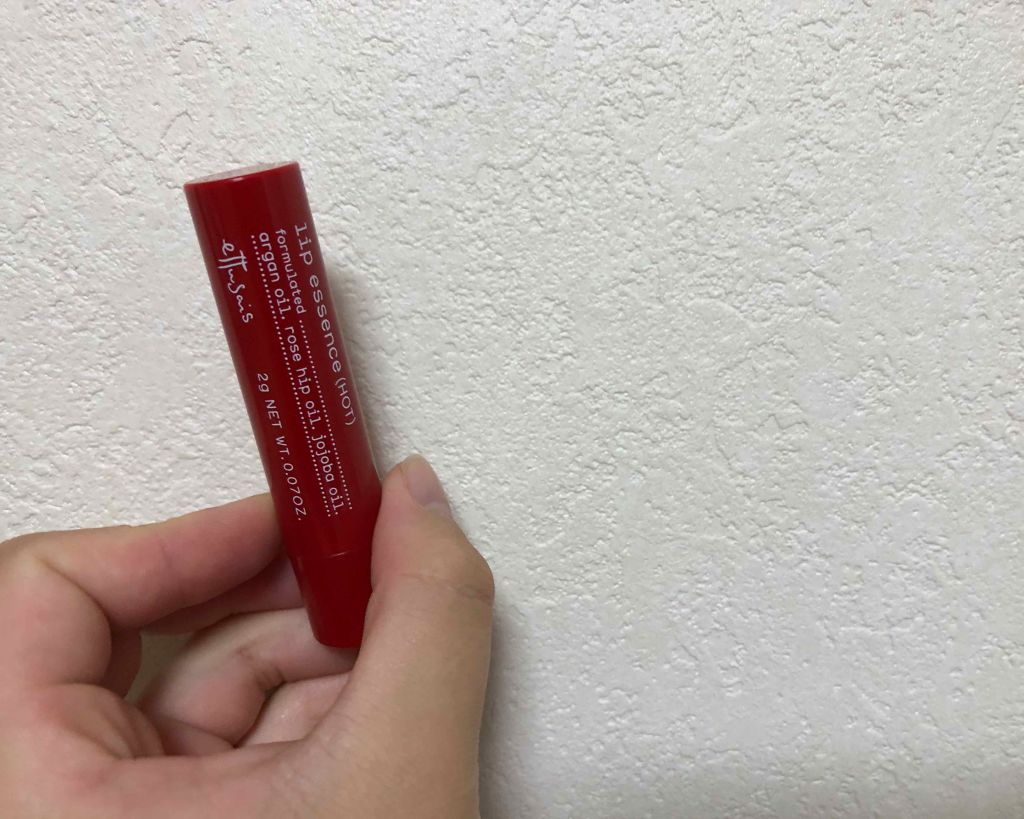 lip essence (HOT)
formulated
argan oil. rose hip oil. jojoba oil.
ettusais
2g NET WT. 0.07OZ.